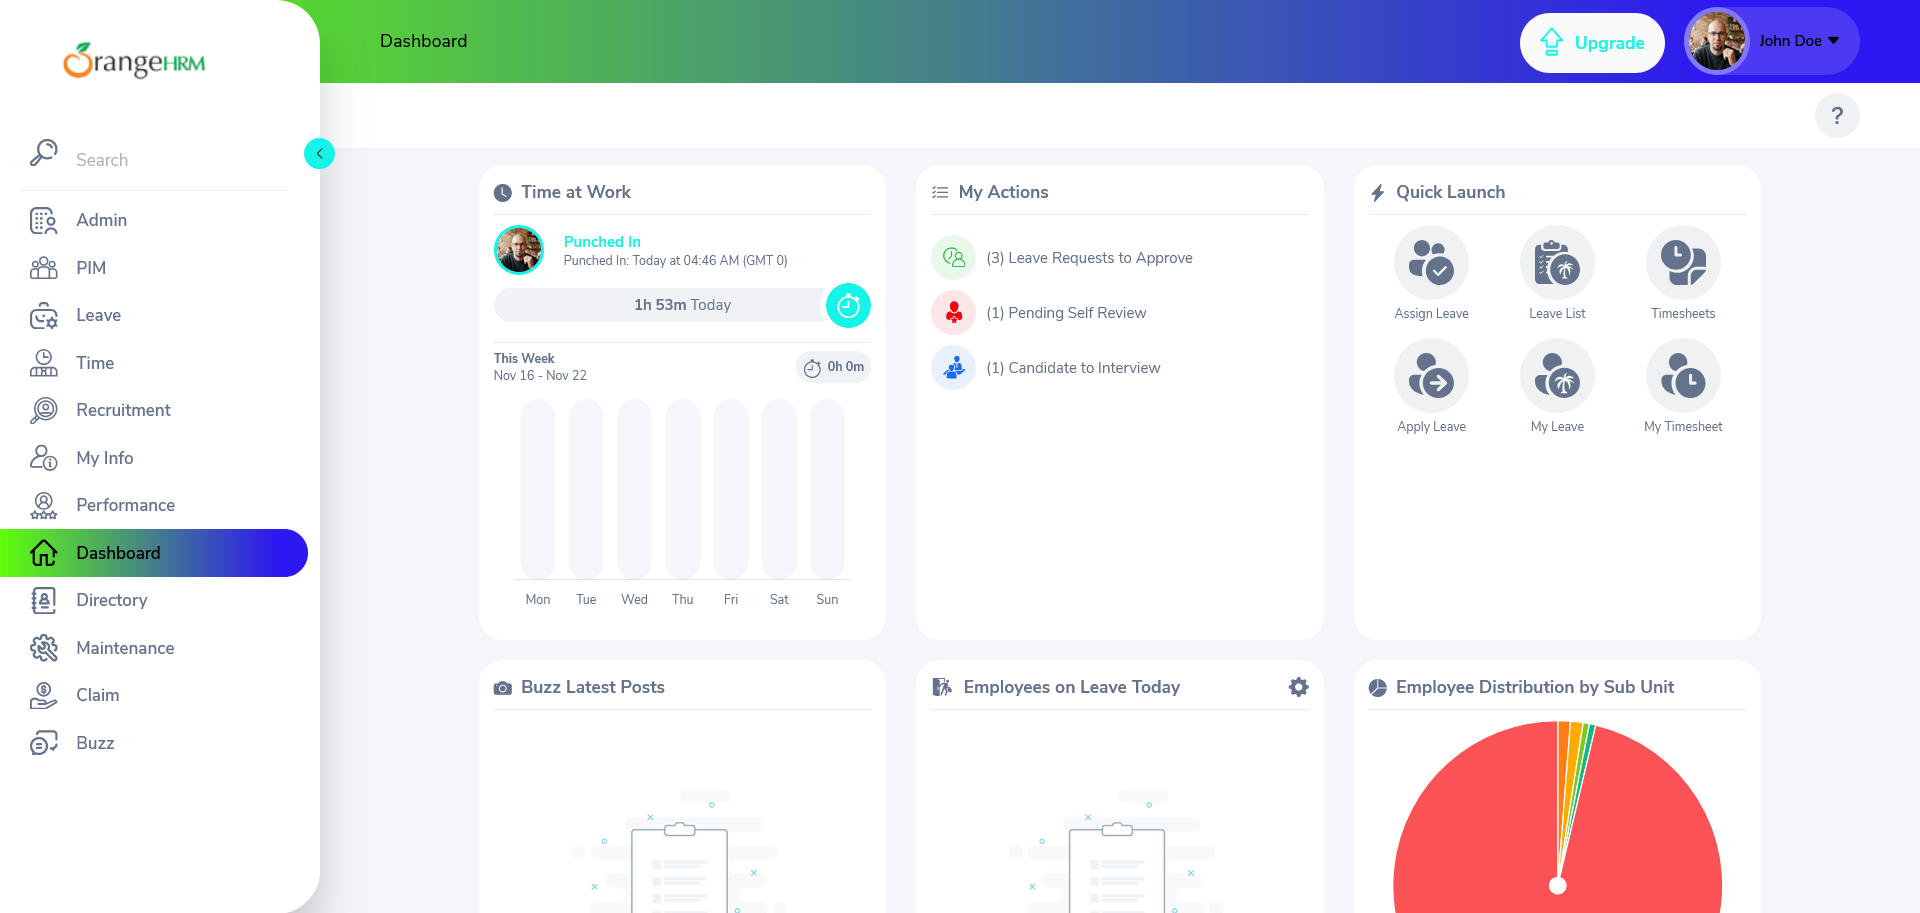 OrangeHRM
Search
Admin
PIM
Leave
Time
Recruitment
My Info
Performance
Dashboard
Directory
Maintenance
Claim
Buzz
Dashboard
Upgrade
John Doe
?
Time at Work
Punched In
Punched In: Today at 04:46 AM (GMT 0)
1h 53m Today
This Week
Nov 16 - Nov 22
0h 0m
Mon Tue Wed Thu Fri Sat Sun
My Actions
(3) Leave Requests to Approve
(1) Pending Self Review
(1) Candidate to Interview
Quick Launch
Assign Leave
Leave List
Timesheets
Apply Leave
My Leave
My Timesheet
Buzz Latest Posts
Employees on Leave Today
Employee Distribution by Sub Unit